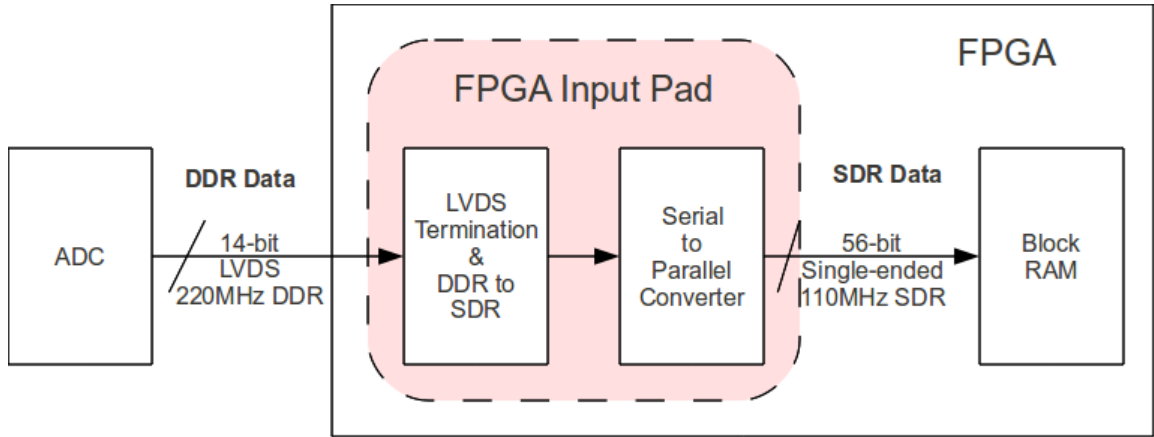 FPGA
FPGA Input Pad
ADC
DDR Data
14-bit
LVDS
220MHz DDR
LVDS
Termination
&
DDR to
SDR
Serial
to
Parallel
Converter
SDR Data
56-bit
Single-ended
110MHz SDR
Block
RAM